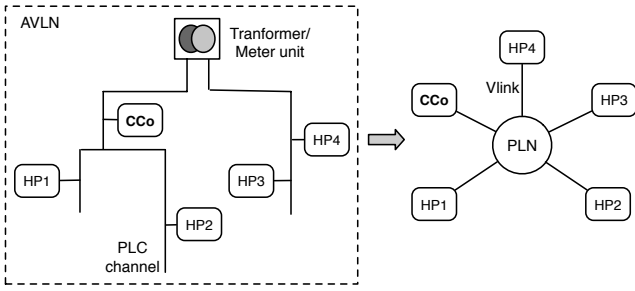 AVLN
Tranformer/
Meter unit
CCo
HP4
HP1
HP3
HP2
PLC
channel
HP4
Vlink
CCo
HP3
PLN
HP1
HP2